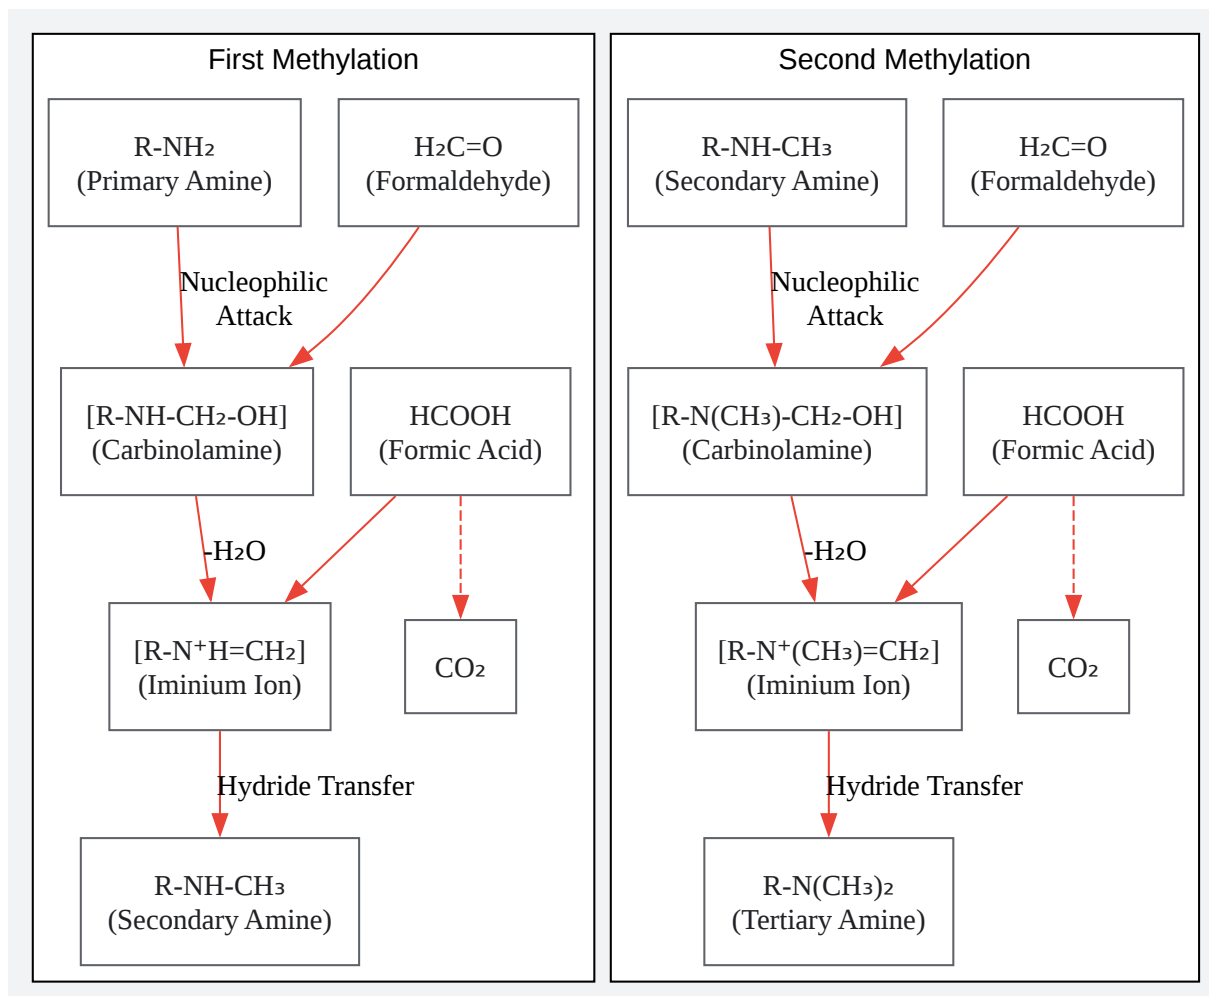 First Methylation
R-NH₂
(Primary Amine)
H₂C=O
(Formaldehyde)
Nucleophilic
Attack
[R-NH-CH₂-OH]
(Carbinolamine)
HCOOH
(Formic Acid)
-H₂O
[R-N⁺H=CH₂]
(Iminium Ion)
CO₂
Hydride Transfer
R-NH-CH₃
(Secondary Amine)
Second Methylation
R-NH-CH₃
(Secondary Amine)
H₂C=O
(Formaldehyde)
Nucleophilic
Attack
[R-N(CH₃)-CH₂-OH]
(Carbinolamine)
HCOOH
(Formic Acid)
-H₂O
[R-N⁺(CH₃)=CH₂]
(Iminium Ion)
CO₂
Hydride Transfer
R-N(CH₃)₂
(Tertiary Amine)